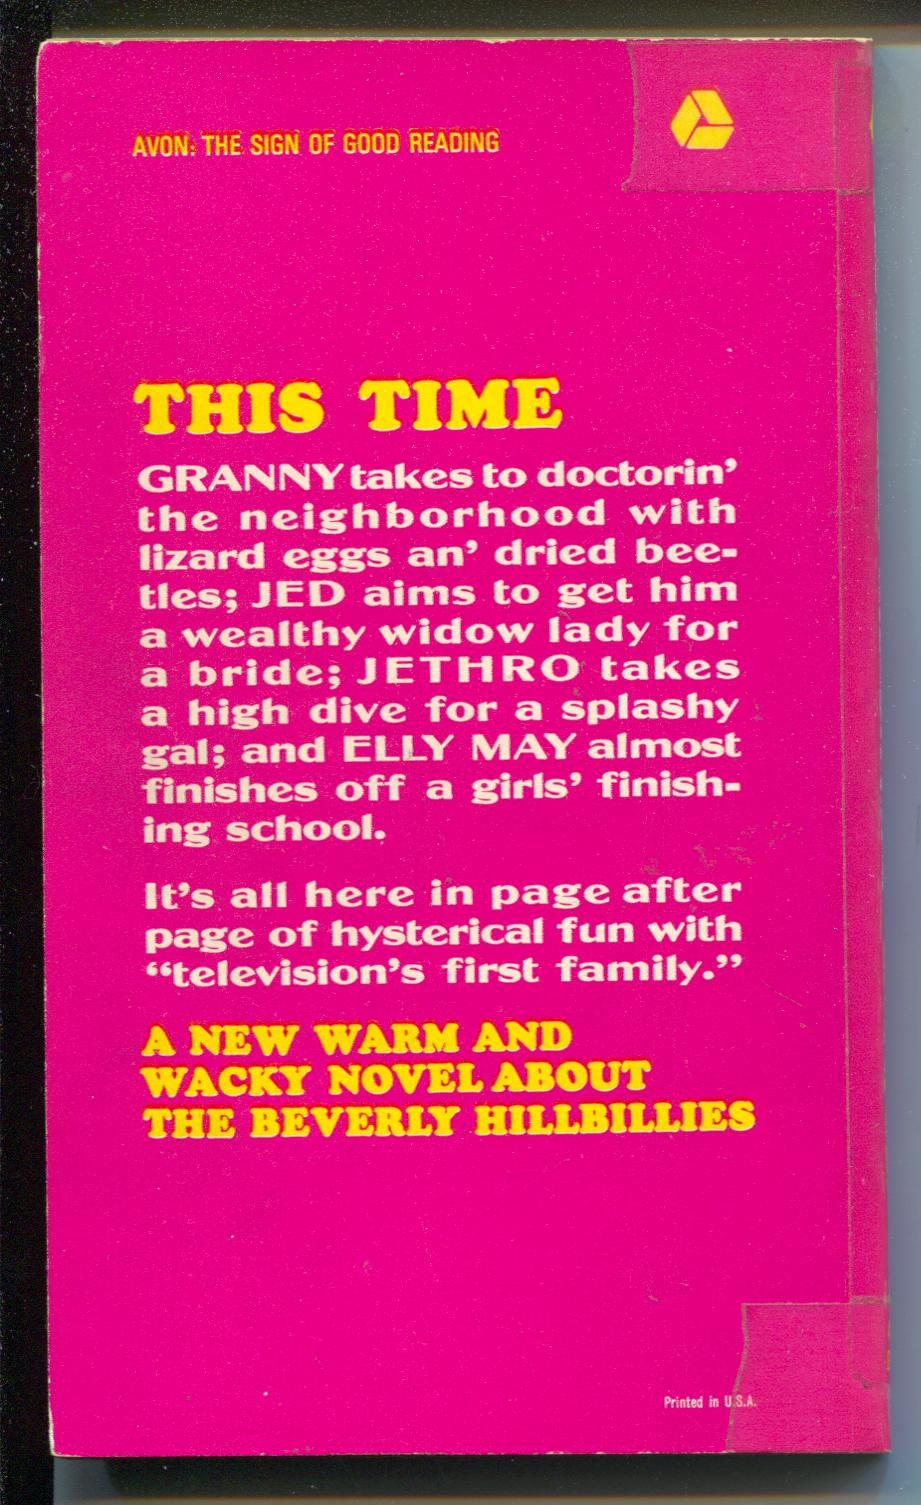 AVON: THE SIGN OF GOOD READING
THIS TIME
GRANNY takes to doctorin’
the neighborhood with
lizard eggs an’ dried bee-
tles; JED aims to get him
a wealthy widow lady for
a bride; JETHRO takes
a high dive for a splashy
gal; and ELLY MAY almost
finishes off a girls’ finish-
ing school.
It’s all here in page after
page of hysterical fun with
“television’s first family.”
A NEW WARM AND
WACKY NOVEL ABOUT
THE BEVERLY HILLBILLIES
Printed in U.S.A.